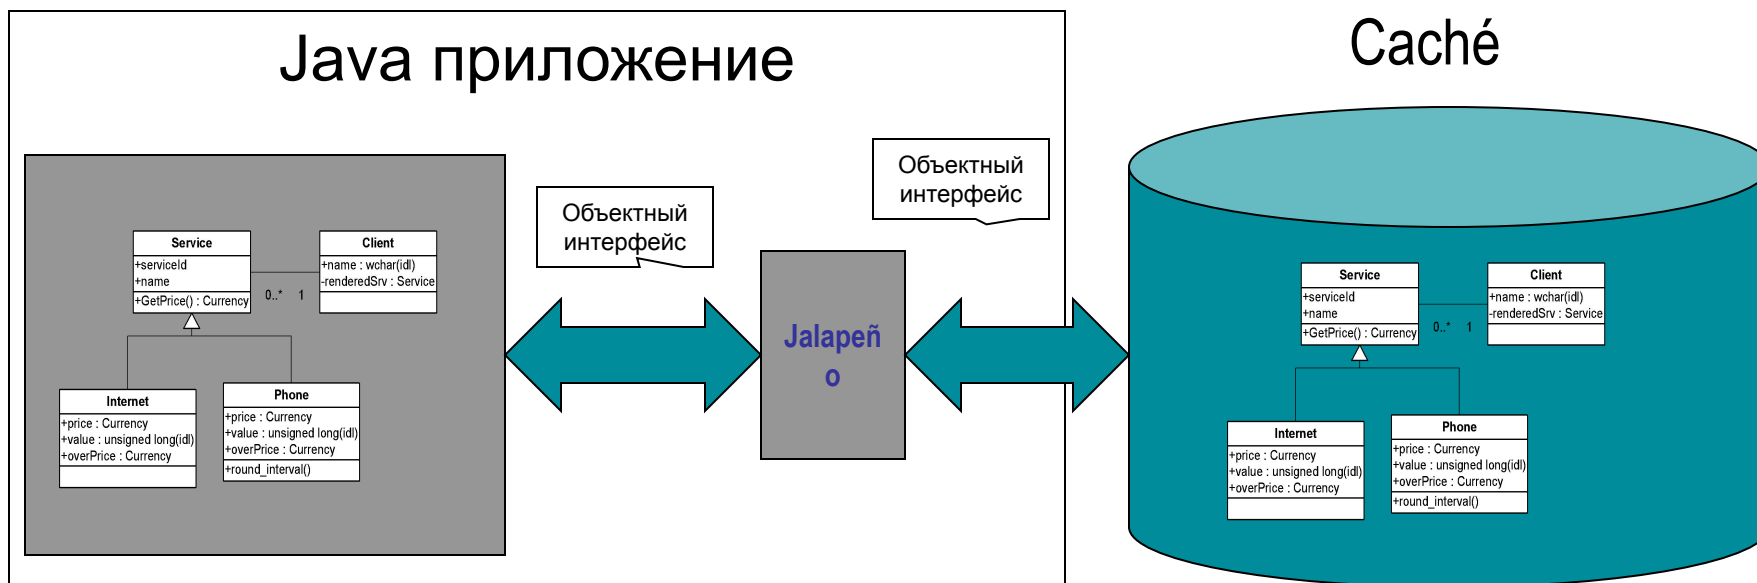 Java приложение
Caché
Объектный
интерфейс
Объектный
интерфейс
Service
+serviceId
+name
+GetPrice() : Currency
0..*
1
Client
+name : wchar(idl)
-renderedSrv : Service
Internet
+price : Currency
+value : unsigned long(idl)
+overPrice : Currency
Phone
+price : Currency
+value : unsigned long(idl)
+overPrice : Currency
+round_interval()
Jalapeñ
o
Service
+serviceId
+name
+GetPrice() : Currency
0..*
1
Client
+name : wchar(idl)
-renderedSrv : Service
Internet
+price : Currency
+value : unsigned long(idl)
+overPrice : Currency
Phone
+price : Currency
+value : unsigned long(idl)
+overPrice : Currency
+round_interval()